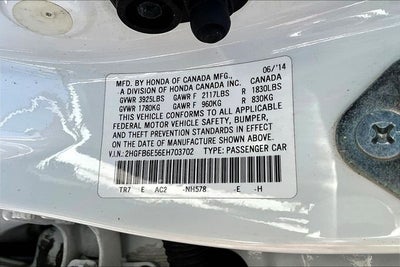 MFD. BY HONDA OF CANADA MFG., 06/'14
A DIVISION OF HONDA CANADA INC. CANADA
GVWR 3925LBS GAWR F 2117LBS R 1830LBS
GVWR 1780KG GAWR F 960KG R 830KG
THIS VEHICLE CONFORMS TO ALL APPLICABLE
FEDERAL MOTOR VEHICLE SAFETY, BUMPER,
AND THEFT PREVENTION STANDARDS IN EFFECT
ON THE DATE OF MANUFACTURE SHOWN ABOVE.
V.I.N: 2HGFB6E56EH703702 TYPE: PASSENGER CAR
TR7 E AC2 -NH578 -E -H